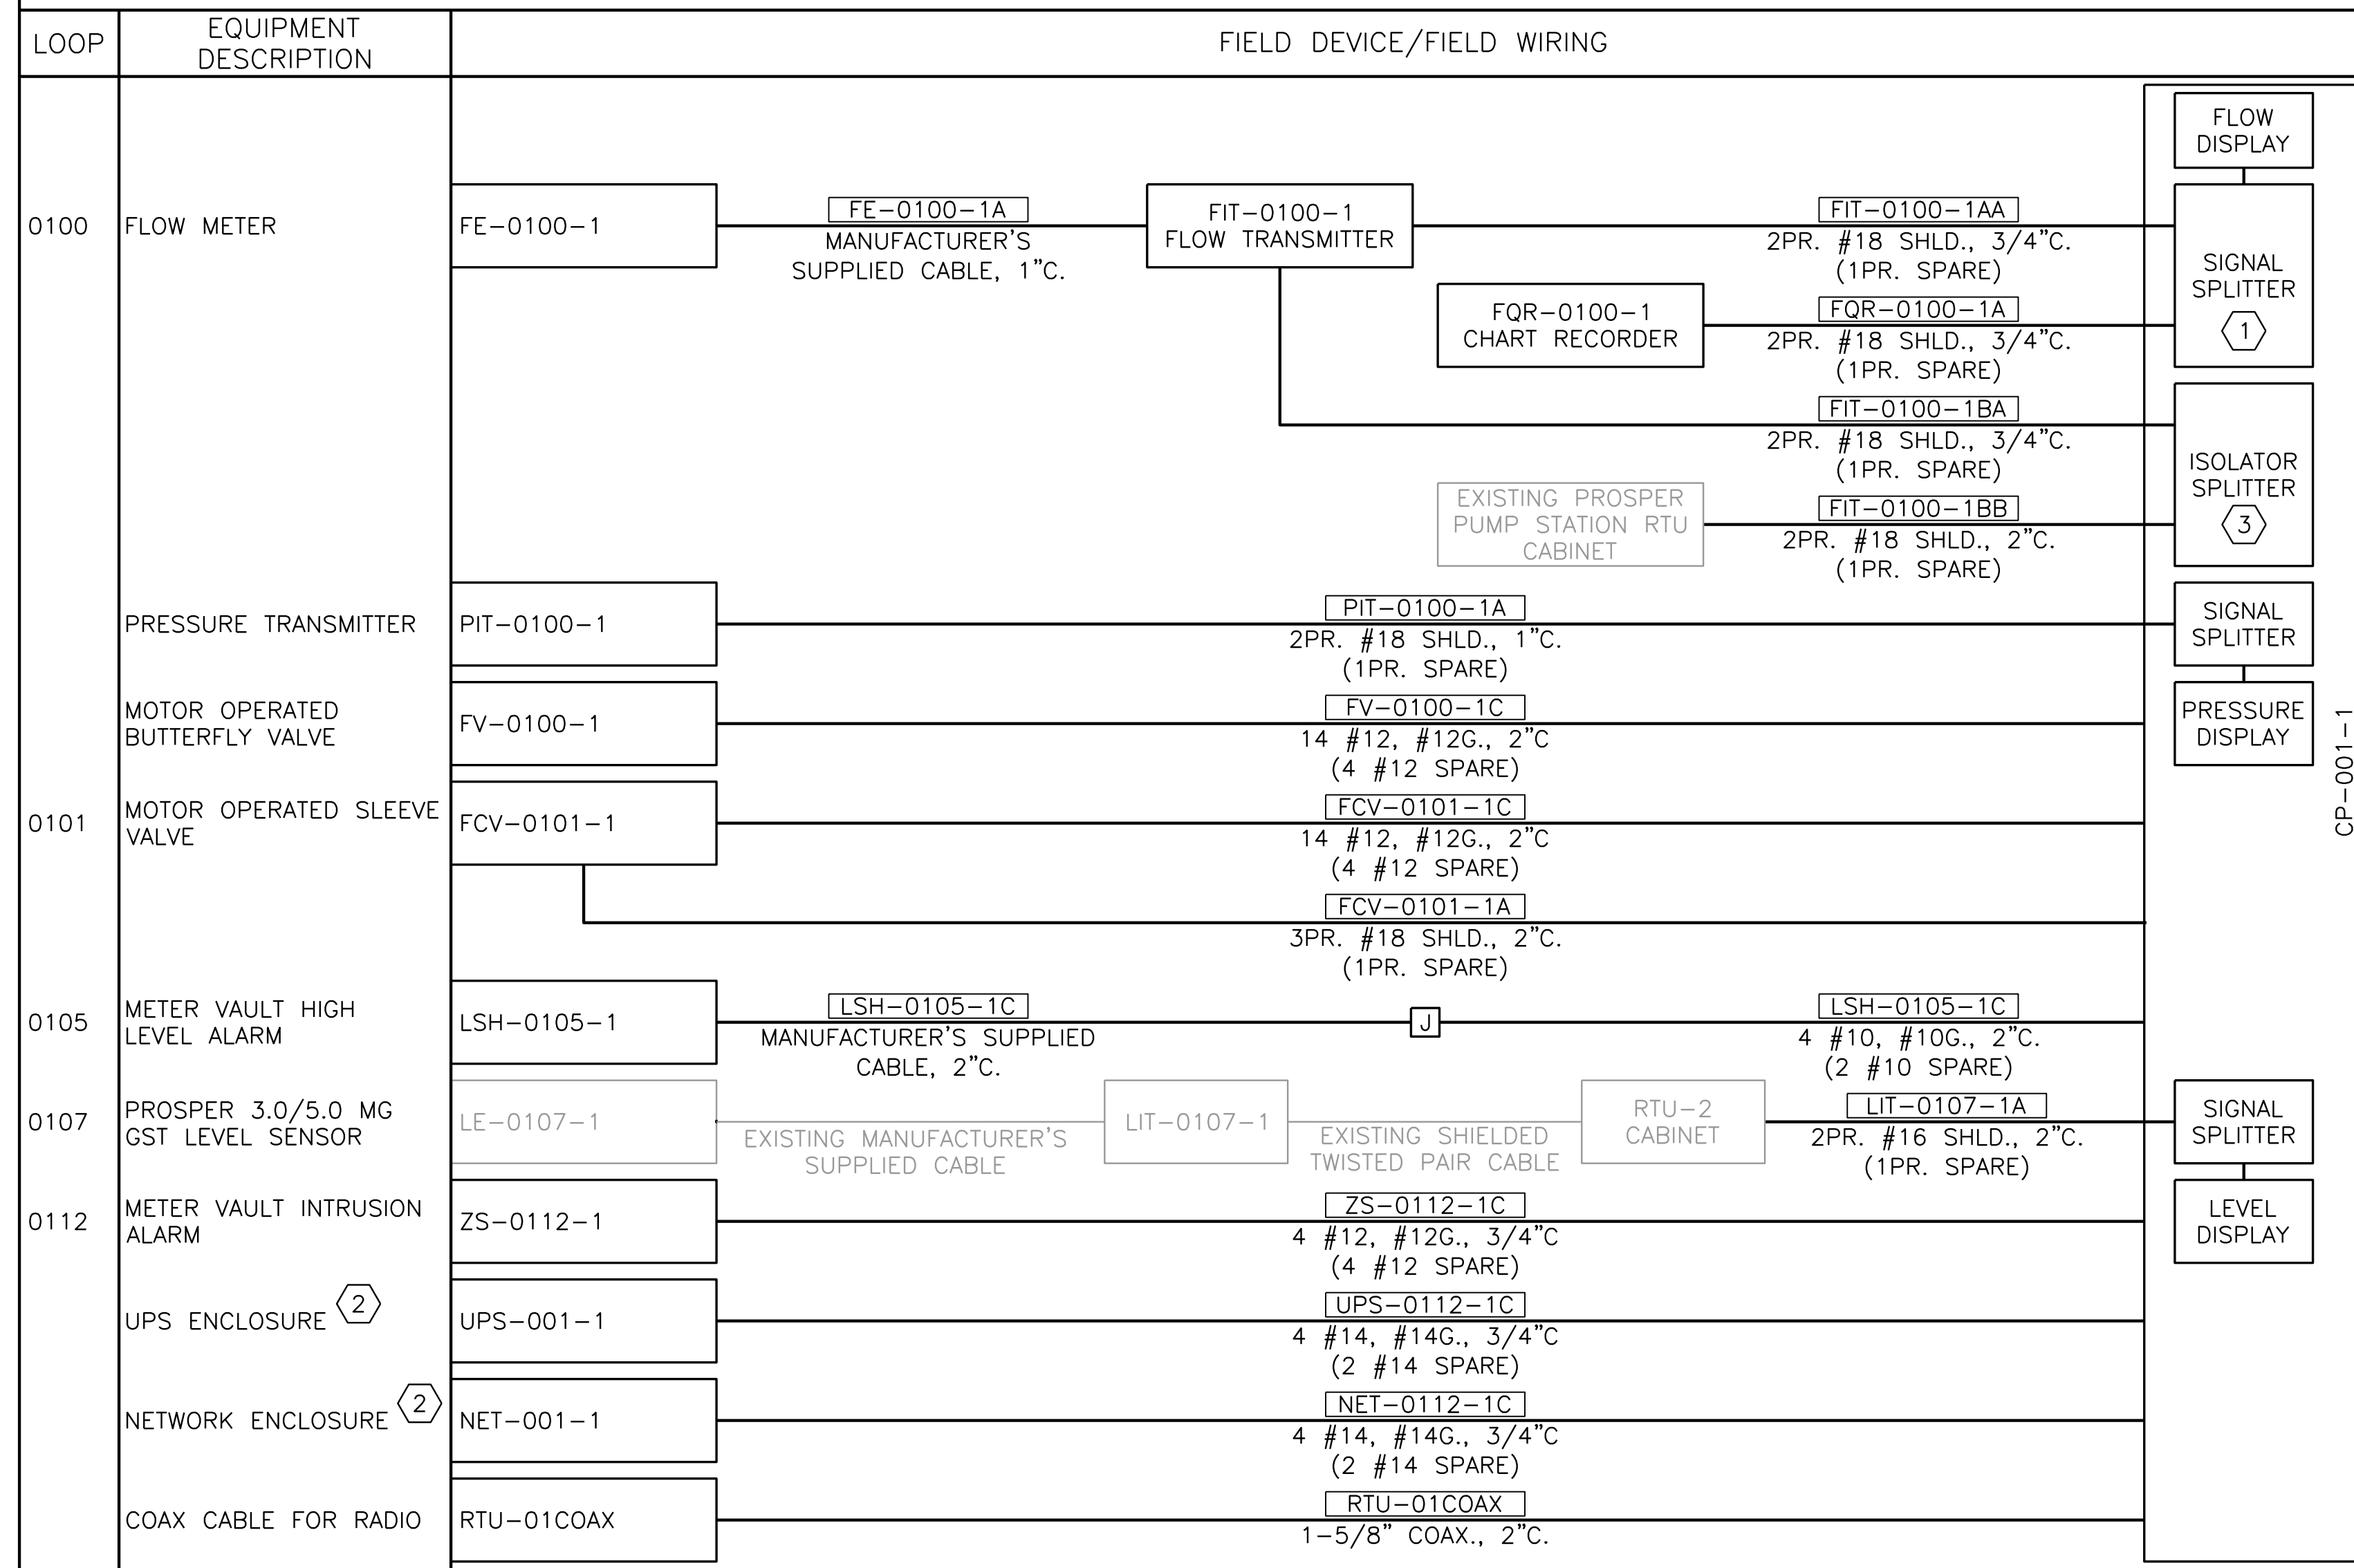 LOOP
EQUIPMENT
DESCRIPTION
FIELD DEVICE/FIELD WIRING
FLOW
DISPLAY
0100
FLOW METER
FE-0100-1
FE-0100-1A
MANUFACTURER'S
SUPPLIED CABLE, 1"C.
FIT-0100-1
FLOW TRANSMITTER
FIT-0100-1AA
2PR. #18 SHLD., 3/4"C.
(1PR. SPARE)
SIGNAL
SPLITTER
1
FQR-0100-1
CHART RECORDER
FQR-0100-1A
2PR. #18 SHLD., 3/4"C.
(1PR. SPARE)
FIT-0100-1BA
2PR. #18 SHLD., 3/4"C.
(1PR. SPARE)
ISOLATOR
SPLITTER
3
EXISTING PROSPER
PUMP STATION RTU
CABINET
FIT-0100-1BB
2PR. #18 SHLD., 2"C.
(1PR. SPARE)
PRESSURE TRANSMITTER
PIT-0100-1
PIT-0100-1A
2PR. #18 SHLD., 1"C.
(1PR. SPARE)
SIGNAL
SPLITTER
MOTOR OPERATED
BUTTERFLY VALVE
FV-0100-1
FV-0100-1C
14 #12, #12G., 2"C
(4 #12 SPARE)
PRESSURE
DISPLAY
CP-001-1
0101
MOTOR OPERATED SLEEVE
VALVE
FCV-0101-1
FCV-0101-1C
14 #12, #12G., 2"C
(4 #12 SPARE)
FCV-0101-1A
3PR. #18 SHLD., 2"C.
(1PR. SPARE)
0105
METER VAULT HIGH
LEVEL ALARM
LSH-0105-1
LSH-0105-1C
MANUFACTURER'S SUPPLIED
CABLE, 2"C.
J
LSH-0105-1C
4 #10, #10G., 2"C.
(2 #10 SPARE)
0107
PROSPER 3.0/5.0 MG
GST LEVEL SENSOR
LE-0107-1
EXISTING MANUFACTURER'S
SUPPLIED CABLE
LIT-0107-1
EXISTING SHIELDED
TWISTED PAIR CABLE
RTU-2
CABINET
LIT-0107-1A
2PR. #16 SHLD., 2"C.
(1PR. SPARE)
SIGNAL
SPLITTER
0112
METER VAULT INTRUSION
ALARM
ZS-0112-1
ZS-0112-1C
4 #12, #12G., 3/4"C
(4 #12 SPARE)
LEVEL
DISPLAY
UPS ENCLOSURE 2
UPS-001-1
UPS-0112-1C
4 #14, #14G., 3/4"C
(2 #14 SPARE)
NETWORK ENCLOSURE 2
NET-001-1
NET-0112-1C
4 #14, #14G., 3/4"C
(2 #14 SPARE)
COAX CABLE FOR RADIO
RTU-01COAX
RTU-01COAX
1-5/8" COAX., 2"C.